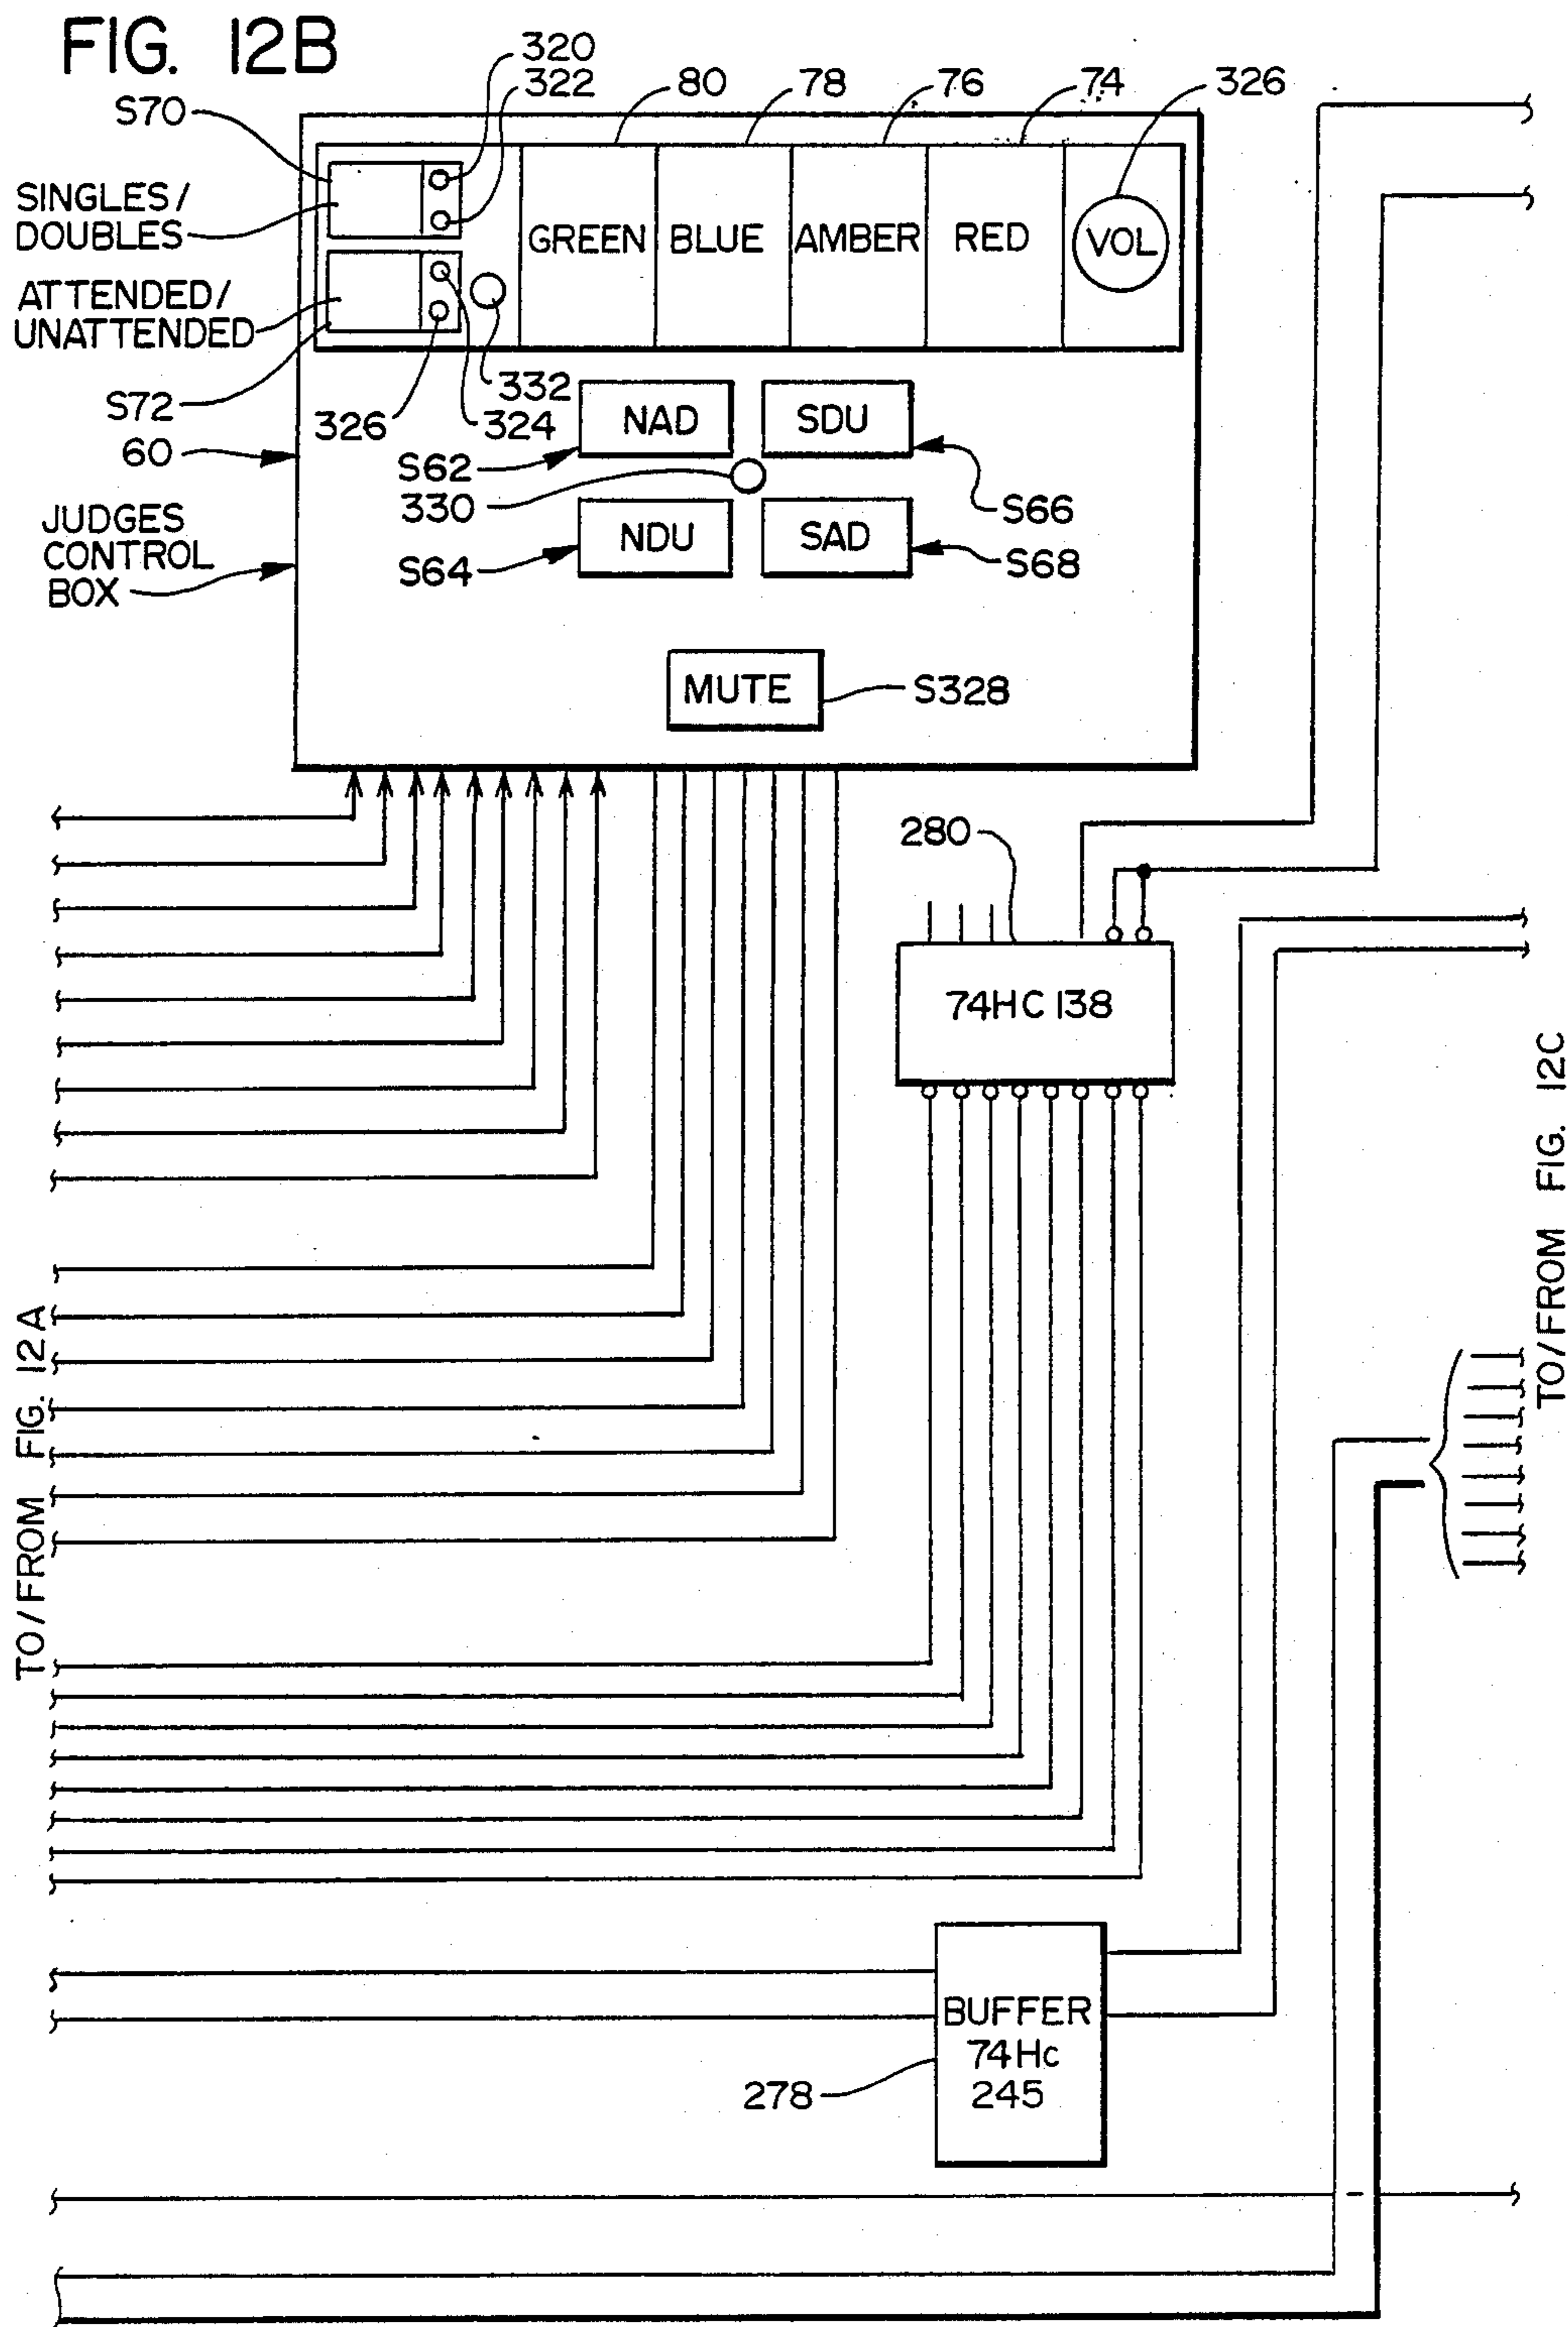 FIG. 12B
320
322
80
78
76
74
326
S70
SINGLES/
DOUBLES
GREEN
BLUE
AMBER
RED
VOL
ATTENDED/
UNATTENDED
S72
326
324
332
60
NAD
SDU
S62
330
S66
JUDGES
CONTROL
BOX
NDU
SAD
S64
S68
MUTE
S328
280
74HC 138
TO/FROM FIG. 12A
TO/FROM FIG. 12C
BUFFER
74Hc
245
278